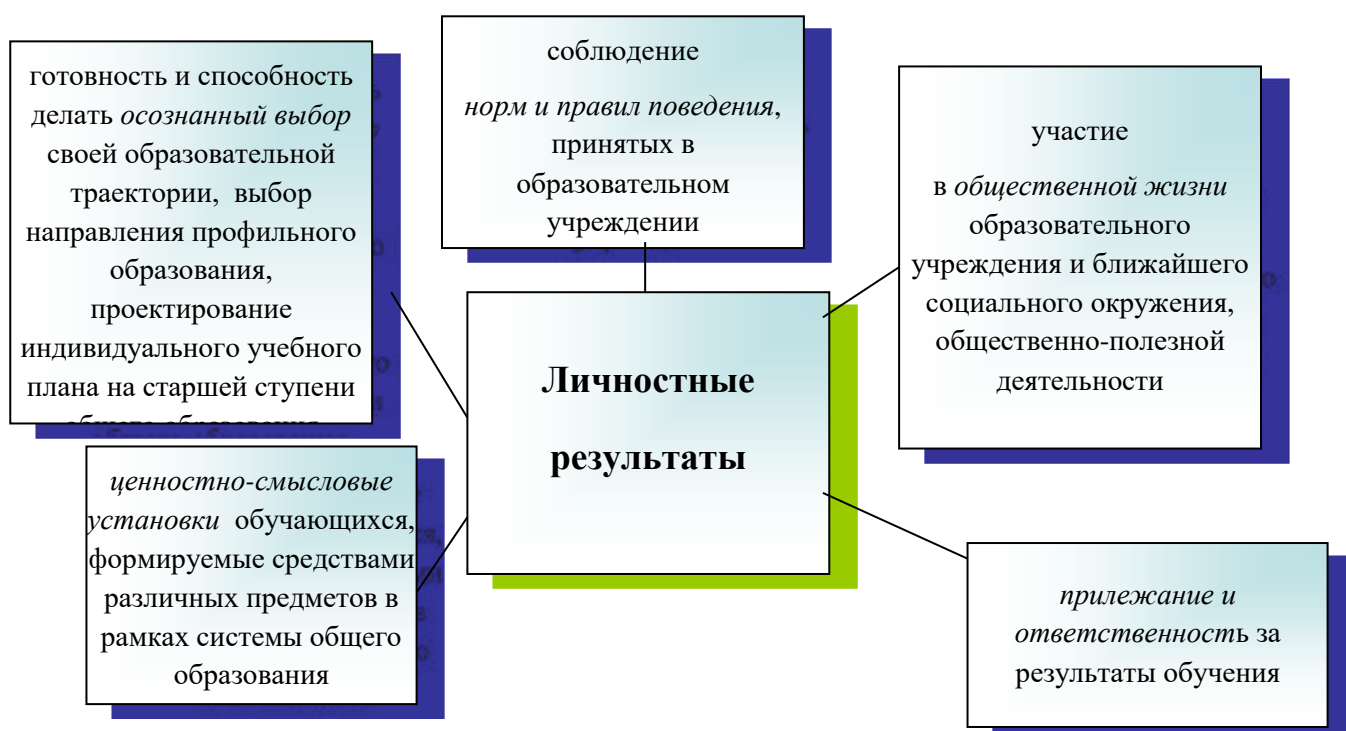 готовность и способность
делать осознанный выбор
своей образовательной
траектории, выбор
направления профильного
образования,
проектирование
индивидуального учебного
плана на старшей ступени
общего образования
соблюдение
норм и правил поведения,
принятых в
образовательном
учреждении
участие
в общественной жизни
образовательного
учреждения и ближайшего
социального окружения,
общественно-полезной
деятельности
Личностные
результаты
ценностно-смысловые
установки обучающихся,
формируемые средствами
различных предметов в
рамках системы общего
образования
прилежание и
ответственность за
результаты обучения